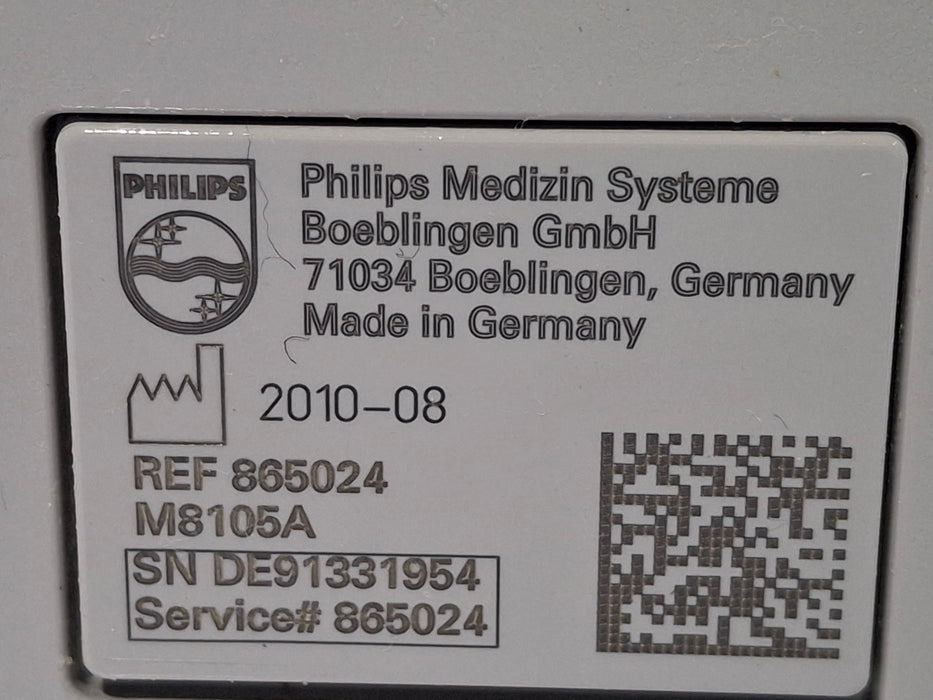 PHILIPS
Philips Medizin Systeme
Boeblingen GmbH
71034 Boeblingen, Germany
Made in Germany
2010-08
REF 865024
M8105A
SN DE91331954
Service# 865024